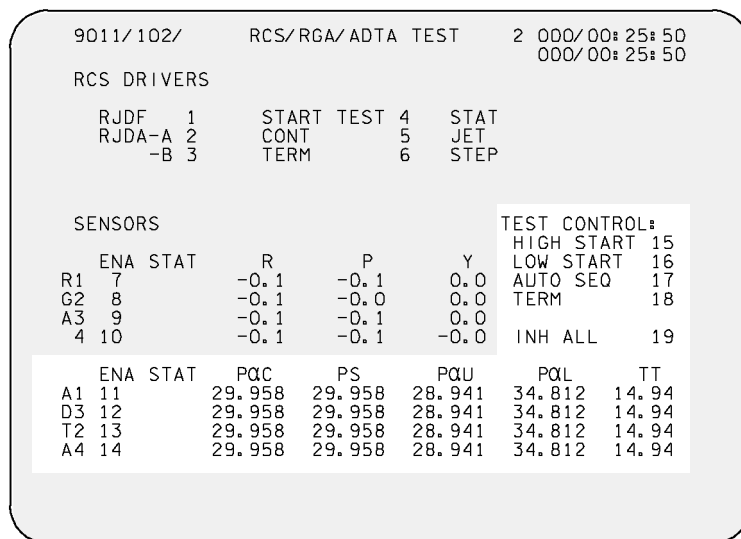 9011/102/ RCS/RGA/ADTA TEST 2 000/00:25:50
000/00:25:50
RCS DRIVERS
RJDF 1 START TEST 4 STAT
RJDA-A 2 CONT 5 JET
-B 3 TERM 6 STEP
SENSORS TEST CONTROL:
HIGH START 15
ENA STAT R P Y LOW START 16
R1 7 -0.1 -0.1 0.0 AUTO SEQ 17
G2 8 -0.1 -0.0 0.0 TERM 18
A3 9 -0.1 -0.1 0.0
4 10 -0.1 -0.1 -0.0 INH ALL 19
ENA STAT PαC PS PαU PαL TT
A1 11 29.958 29.958 28.941 34.812 14.94
D3 12 29.958 29.958 28.941 34.812 14.94
T2 13 29.958 29.958 28.941 34.812 14.94
A4 14 29.958 29.958 28.941 34.812 14.94